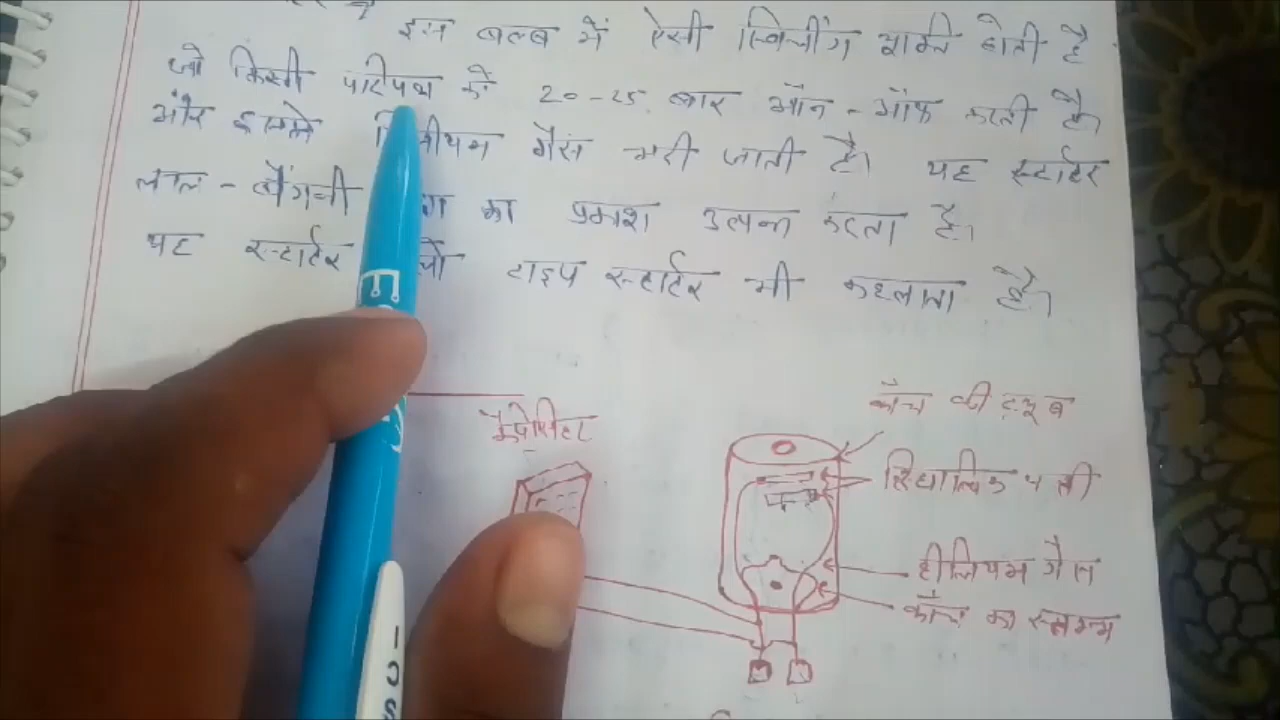 इस बल्ब में ऐसी स्विचींग शक्ति होती है
जो किसी परिपथ को 20-25 बार ऑन-ऑफ करती है।
और इसमें हीलीयम गैस भरी जाती है। यह स्टार्टर
लाल-बैंगनी रंग का प्रकाश उत्पन्न करता है।
यह स्टार्टर ग्लो टाइप स्टार्टर भी कहलाता है।
कैपेसिटर
काँच की ट्यूब
द्विधात्विक पत्ती
हीलियम गैस
काँच का स्तम्भ